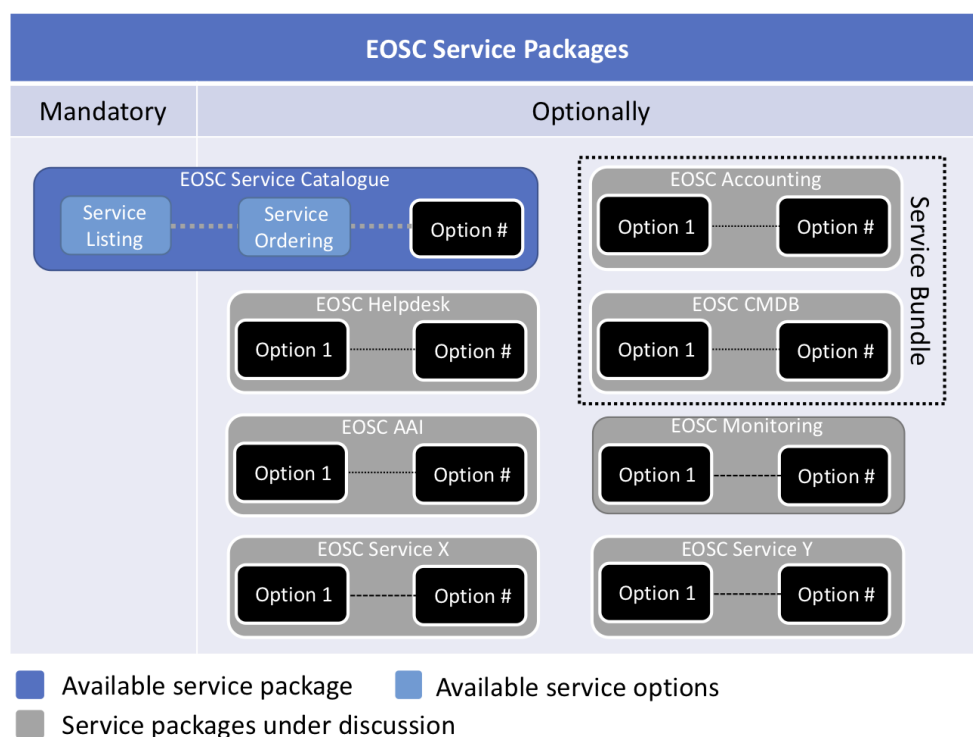 EOSC Service Packages
Mandatory
Optionally
EOSC Service Catalogue
Service
Listing
Service
Ordering
Option #
EOSC Accounting
Option 1
Option #
Service Bundle
EOSC Helpdesk
Option 1
Option #
EOSC CMDB
Option 1
Option #
EOSC AAI
Option 1
Option #
EOSC Monitoring
Option 1
Option #
EOSC Service X
Option 1
Option #
EOSC Service Y
Option 1
Option #
Available service package
Available service options
Service packages under discussion